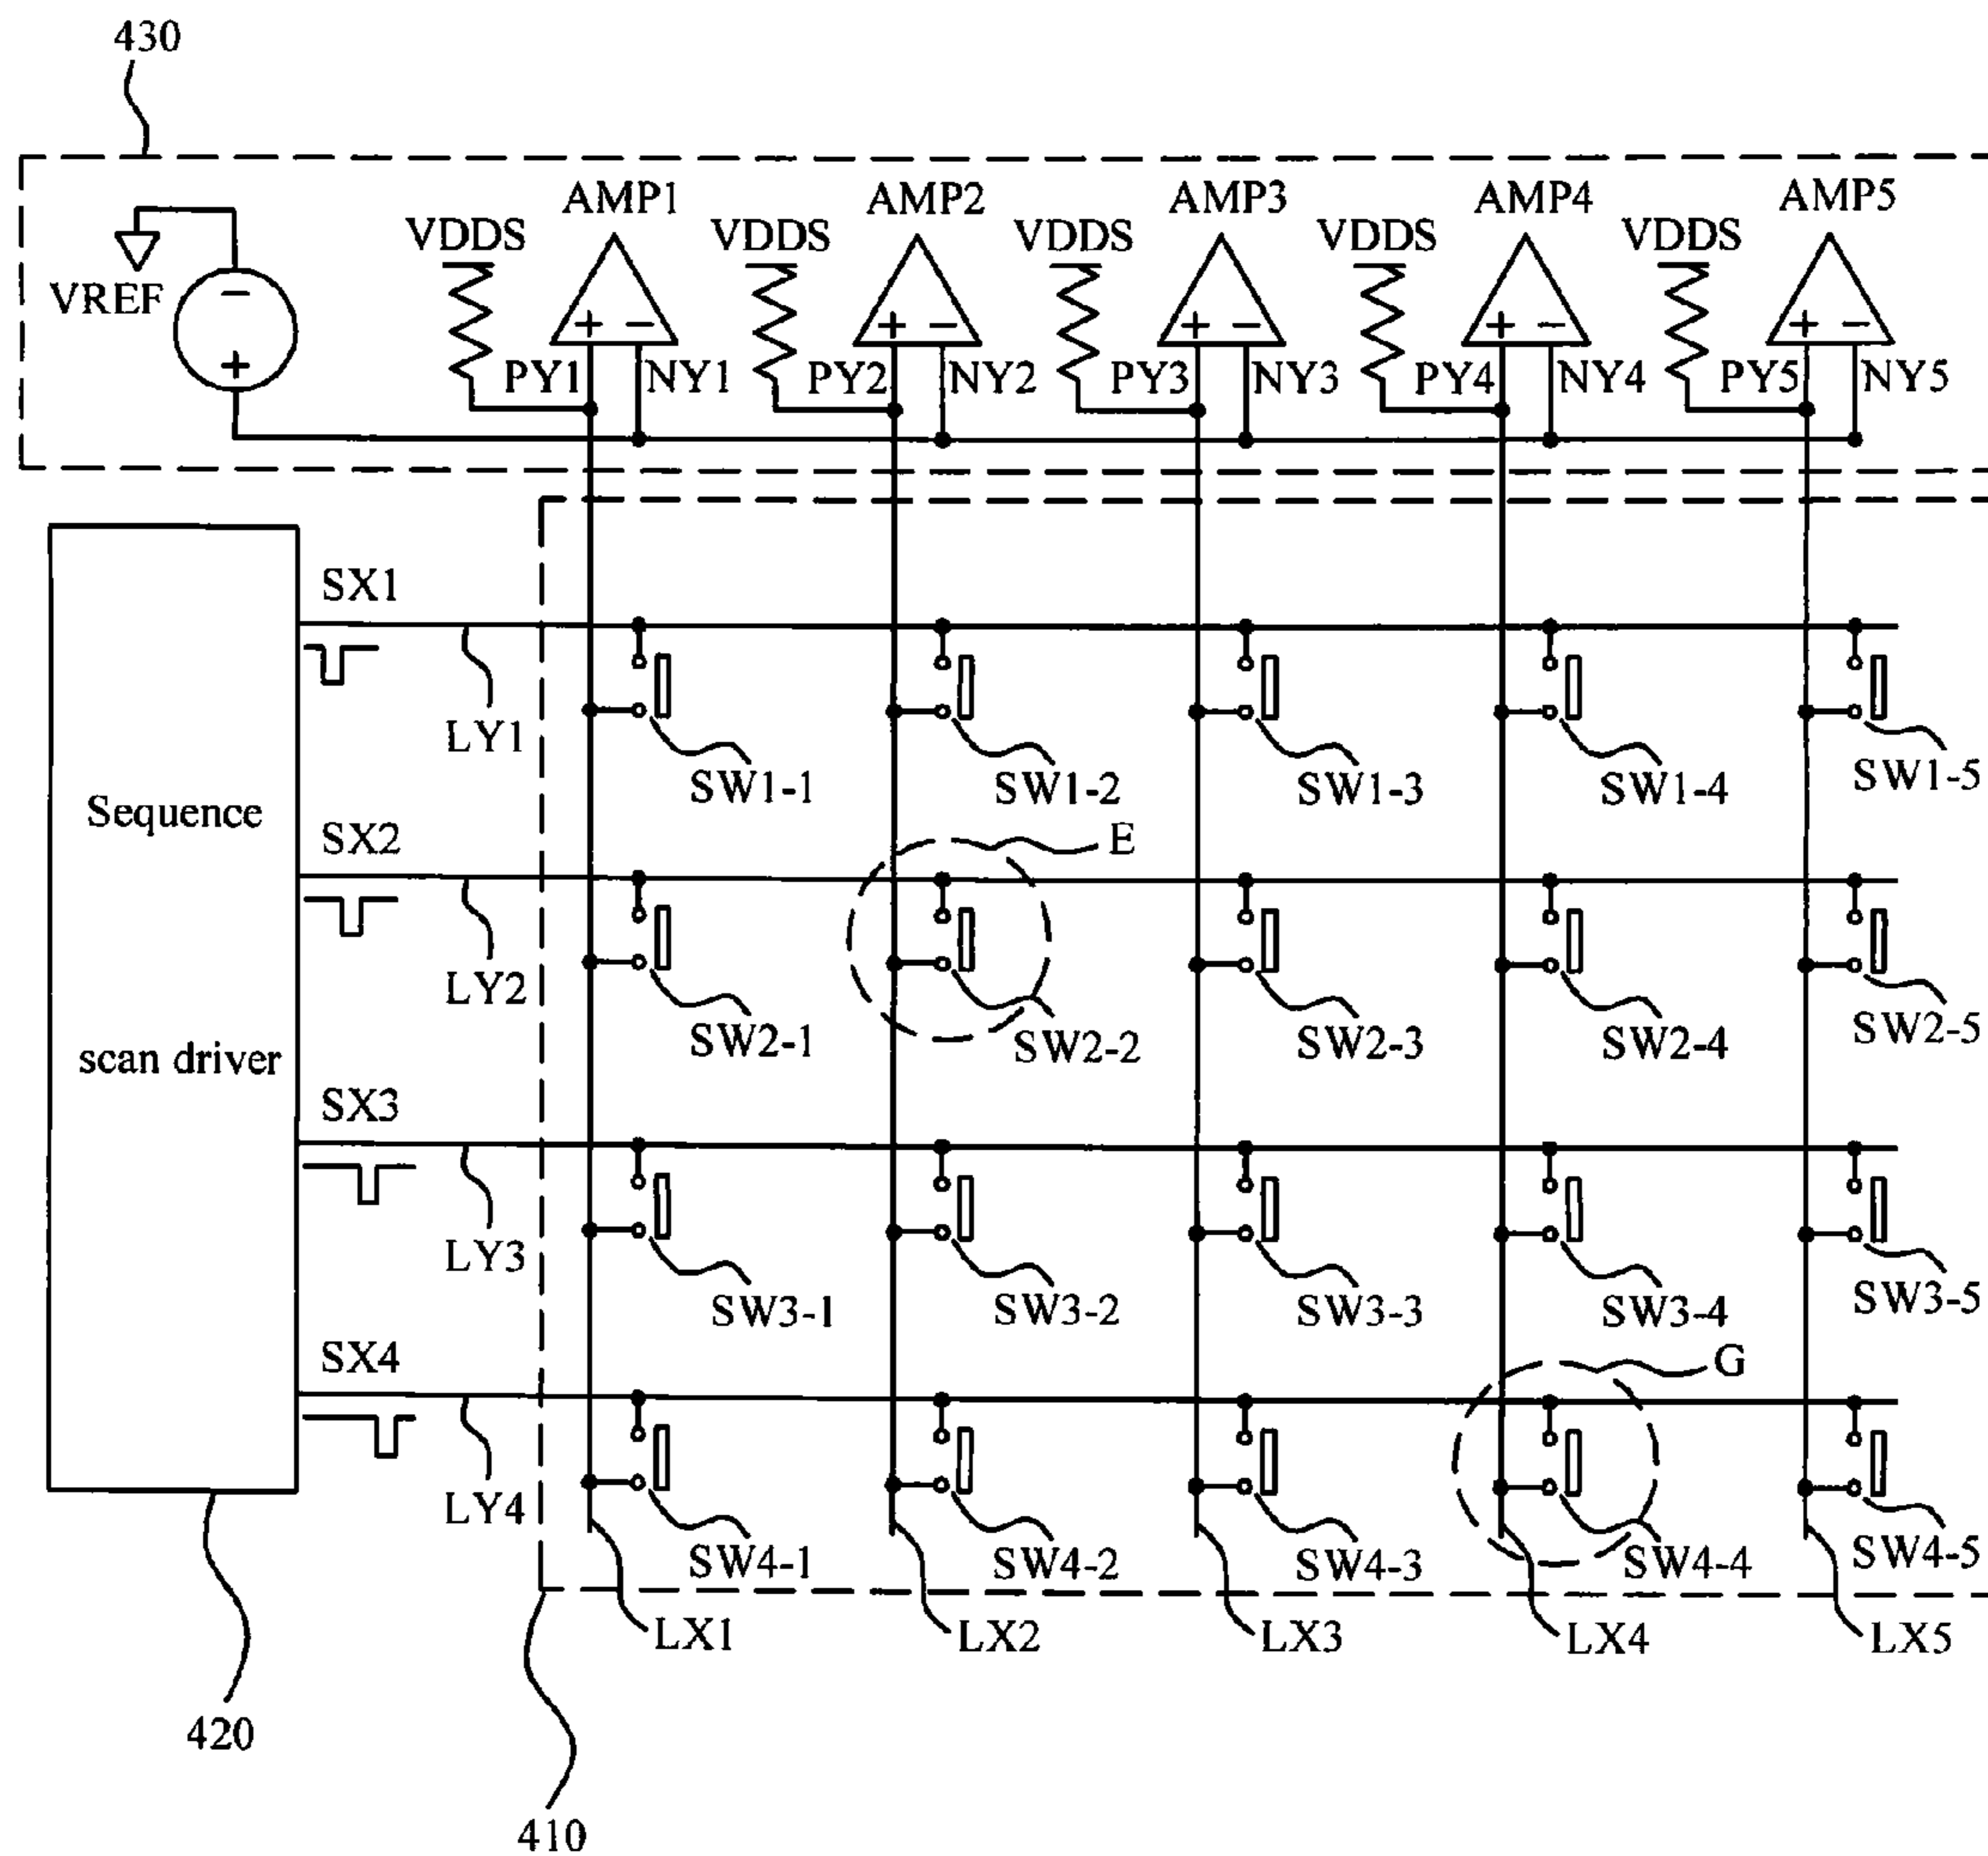 430
AMP1 AMP2 AMP3 AMP4 AMP5
VDDS VDDS VDDS VDDS VDDS
VREF
− + − + − + − + − + −
+
PY1 NY1 PY2 NY2 PY3 NY3 PY4 NY4 PY5 NY5
SX1
LY1
SW1-1 SW1-2 SW1-3 SW1-4 SW1-5
Sequence
SX2
E
LY2
SW2-1 SW2-2 SW2-3 SW2-4 SW2-5
scan driver
SX3
LY3
SW3-1 SW3-2 SW3-3 SW3-4 SW3-5
SX4
G
LY4
SW4-1 SW4-2 SW4-3 SW4-4 SW4-5
LX1 LX2 LX3 LX4 LX5
420
410